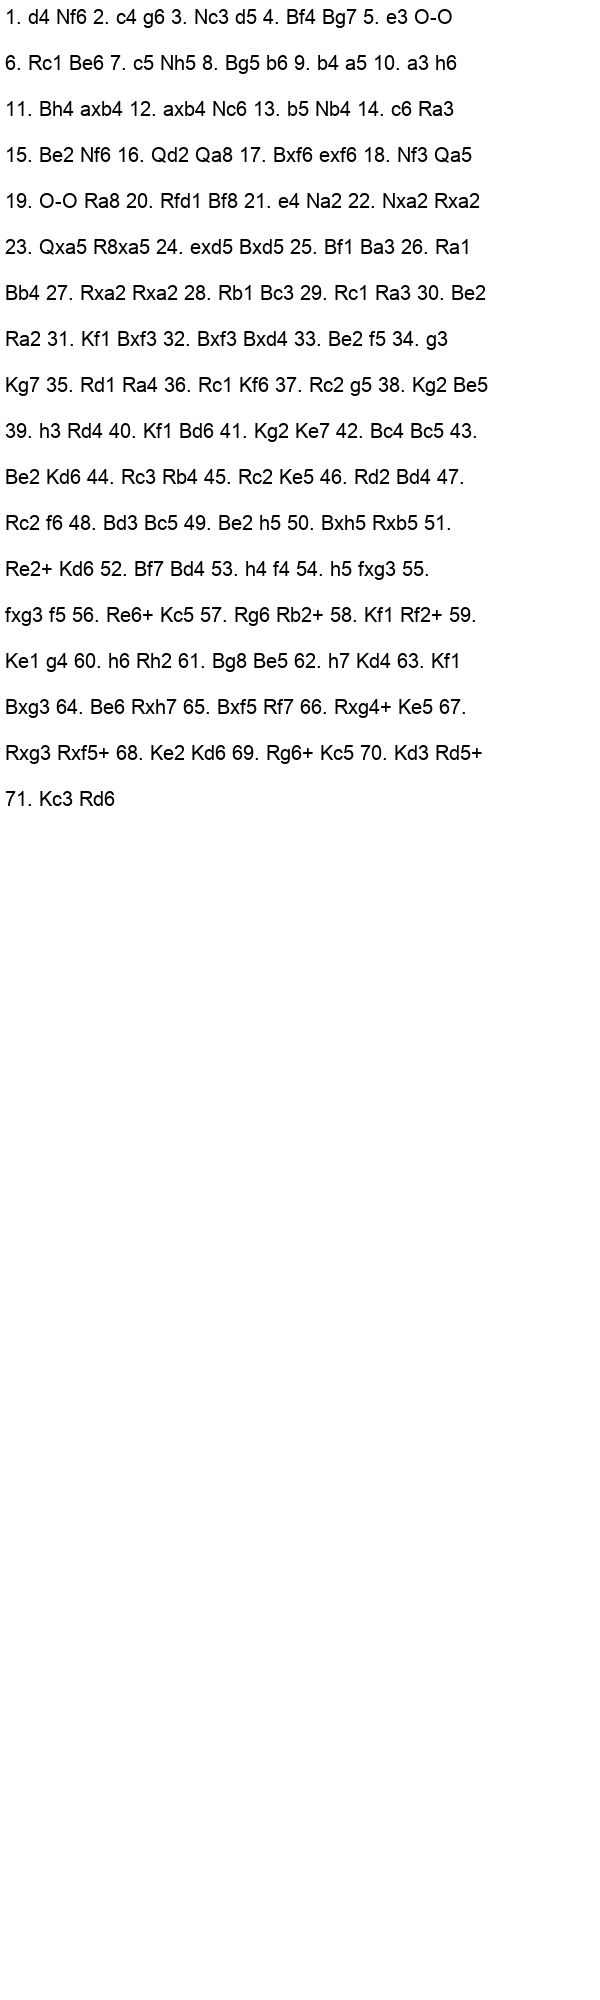 1. d4 Nf6 2. c4 g6 3. Nc3 d5 4. Bf4 Bg7 5. e3 O-O
6. Rc1 Be6 7. c5 Nh5 8. Bg5 b6 9. b4 a5 10. a3 h6
11. Bh4 axb4 12. axb4 Nc6 13. b5 Nb4 14. c6 Ra3
15. Be2 Nf6 16. Qd2 Qa8 17. Bxf6 exf6 18. Nf3 Qa5
19. O-O Ra8 20. Rfd1 Bf8 21. e4 Na2 22. Nxa2 Rxa2
23. Qxa5 R8xa5 24. exd5 Bxd5 25. Bf1 Ba3 26. Ra1
Bb4 27. Rxa2 Rxa2 28. Rb1 Bc3 29. Rc1 Ra3 30. Be2
Ra2 31. Kf1 Bxf3 32. Bxf3 Bxd4 33. Be2 f5 34. g3
Kg7 35. Rd1 Ra4 36. Rc1 Kf6 37. Rc2 g5 38. Kg2 Be5
39. h3 Rd4 40. Kf1 Bd6 41. Kg2 Ke7 42. Bc4 Bc5 43.
Be2 Kd6 44. Rc3 Rb4 45. Rc2 Ke5 46. Rd2 Bd4 47.
Rc2 f6 48. Bd3 Bc5 49. Be2 h5 50. Bxh5 Rxb5 51.
Re2+ Kd6 52. Bf7 Bd4 53. h4 f4 54. h5 fxg3 55.
fxg3 f5 56. Re6+ Kc5 57. Rg6 Rb2+ 58. Kf1 Rf2+ 59.
Ke1 g4 60. h6 Rh2 61. Bg8 Be5 62. h7 Kd4 63. Kf1
Bxg3 64. Be6 Rxh7 65. Bxf5 Rf7 66. Rxg4+ Ke5 67.
Rxg3 Rxf5+ 68. Ke2 Kd6 69. Rg6+ Kc5 70. Kd3 Rd5+
71. Kc3 Rd6